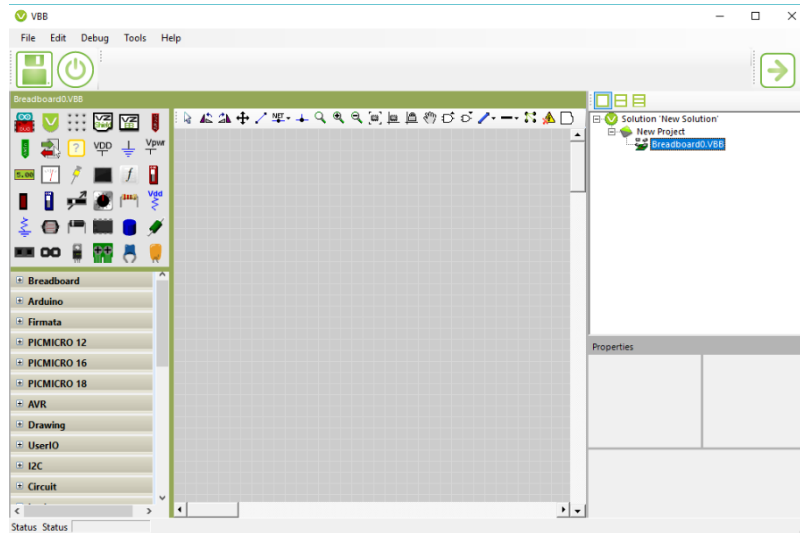 VBB
File Edit Debug Tools Help
Breadboard0.VBB
VDD
Vpwr
5.00
Vdd
NET
Breadboard
Arduino
Firmata
PICMICRO 12
PICMICRO 16
PICMICRO 18
AVR
Drawing
UserIO
I2C
Circuit
Status Status
Solution 'New Solution'
New Project
Breadboard0.VBB
Properties